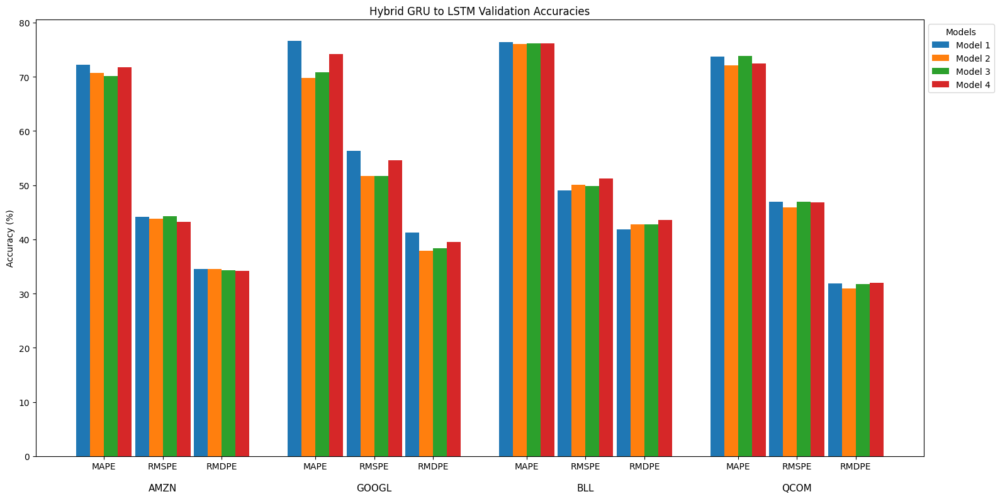 Hybrid GRU to LSTM Validation Accuracies
Accuracy (%)
80
70
60
50
40
30
20
10
0
MAPE RMSPE RMDPE MAPE RMSPE RMDPE MAPE RMSPE RMDPE MAPE RMSPE RMDPE
AMZN GOOGL BLL QCOM
Models
Model 1
Model 2
Model 3
Model 4